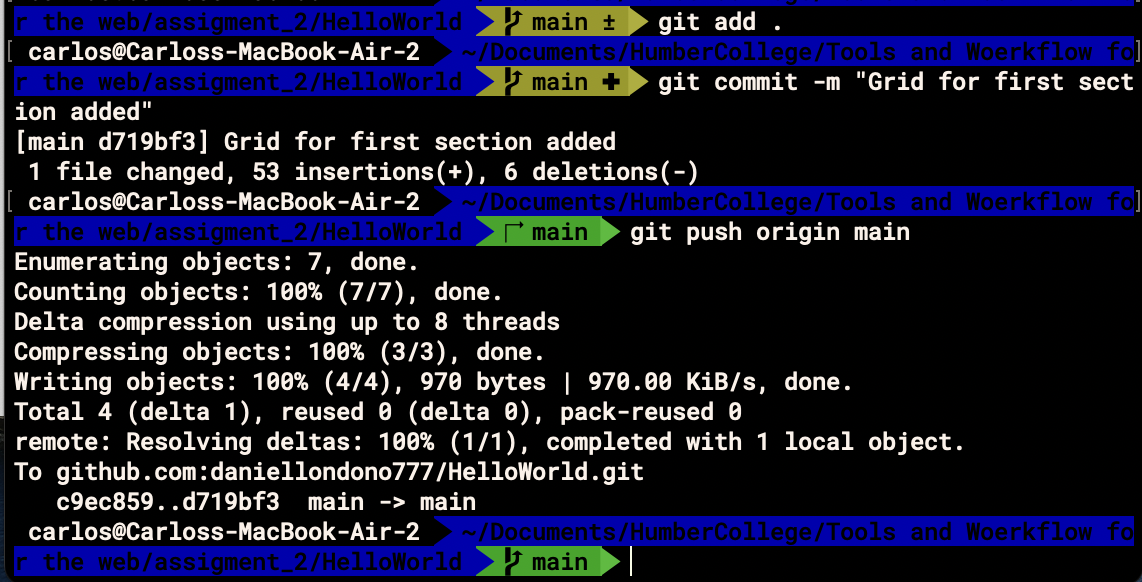 r the web/assigment_2/HelloWorld main ± git add .
[ carlos@Carloss-MacBook-Air-2 ~/Documents/HumberCollege/Tools and Woerkflow fo]
r the web/assigment_2/HelloWorld main ✚ git commit -m "Grid for first sect
ion added"
[main d719bf3] Grid for first section added
1 file changed, 53 insertions(+), 6 deletions(-)
[ carlos@Carloss-MacBook-Air-2 ~/Documents/HumberCollege/Tools and Woerkflow fo]
r the web/assigment_2/HelloWorld main git push origin main
Enumerating objects: 7, done.
Counting objects: 100% (7/7), done.
Delta compression using up to 8 threads
Compressing objects: 100% (3/3), done.
Writing objects: 100% (4/4), 970 bytes | 970.00 KiB/s, done.
Total 4 (delta 1), reused 0 (delta 0), pack-reused 0
remote: Resolving deltas: 100% (1/1), completed with 1 local object.
To github.com:daniellondono777/HelloWorld.git
c9ec859..d719bf3 main -> main
carlos@Carloss-MacBook-Air-2 ~/Documents/HumberCollege/Tools and Woerkflow fo
r the web/assigment_2/HelloWorld main